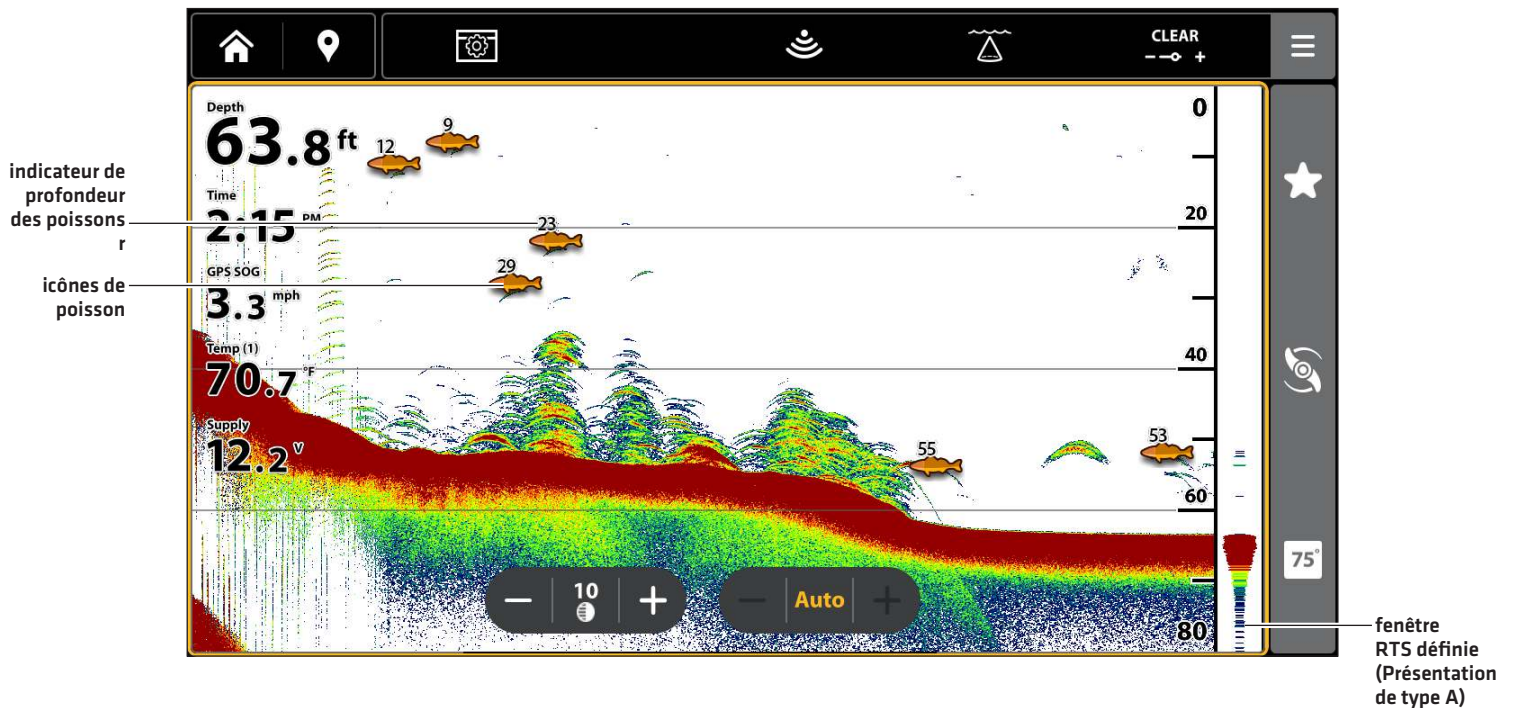 CLEAR
- +
Depth
63.8 ft
Time
2:15 PM
GPS SOG
3.3 mph
Temp (1)
70.7 °F
Supply
12.2 V
12
9
23
29
55
53
0
20
40
60
80
10
Auto
75°
indicateur de
profondeur
des poissons
r
icônes de
poisson
fenêtre
RTS définie
(Présentation
de type A)